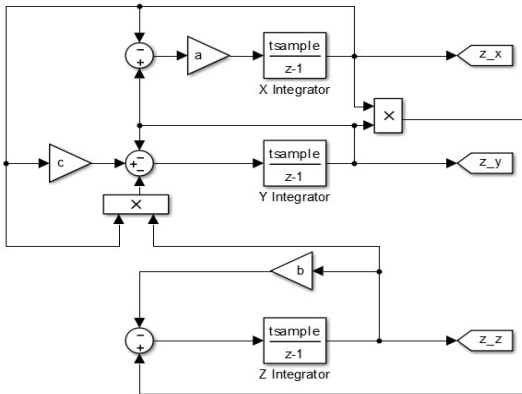 a
tsample
z-1
X Integrator
z_x
×
c
tsample
z-1
Y Integrator
z_y
×
b
tsample
z-1
Z Integrator
z_z